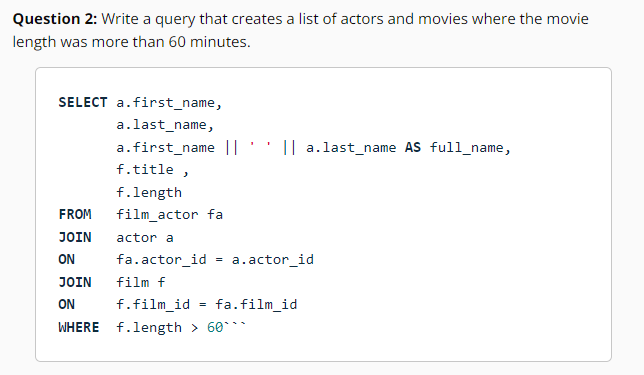 Question 2: Write a query that creates a list of actors and movies where the movie
length was more than 60 minutes.
SELECT a.first_name,
a.last_name,
a.first_name || ' ' || a.last_name AS full_name,
f.title ,
f.length
FROM film_actor fa
JOIN actor a
ON fa.actor_id = a.actor_id
JOIN film f
ON f.film_id = fa.film_id
WHERE f.length > 60```